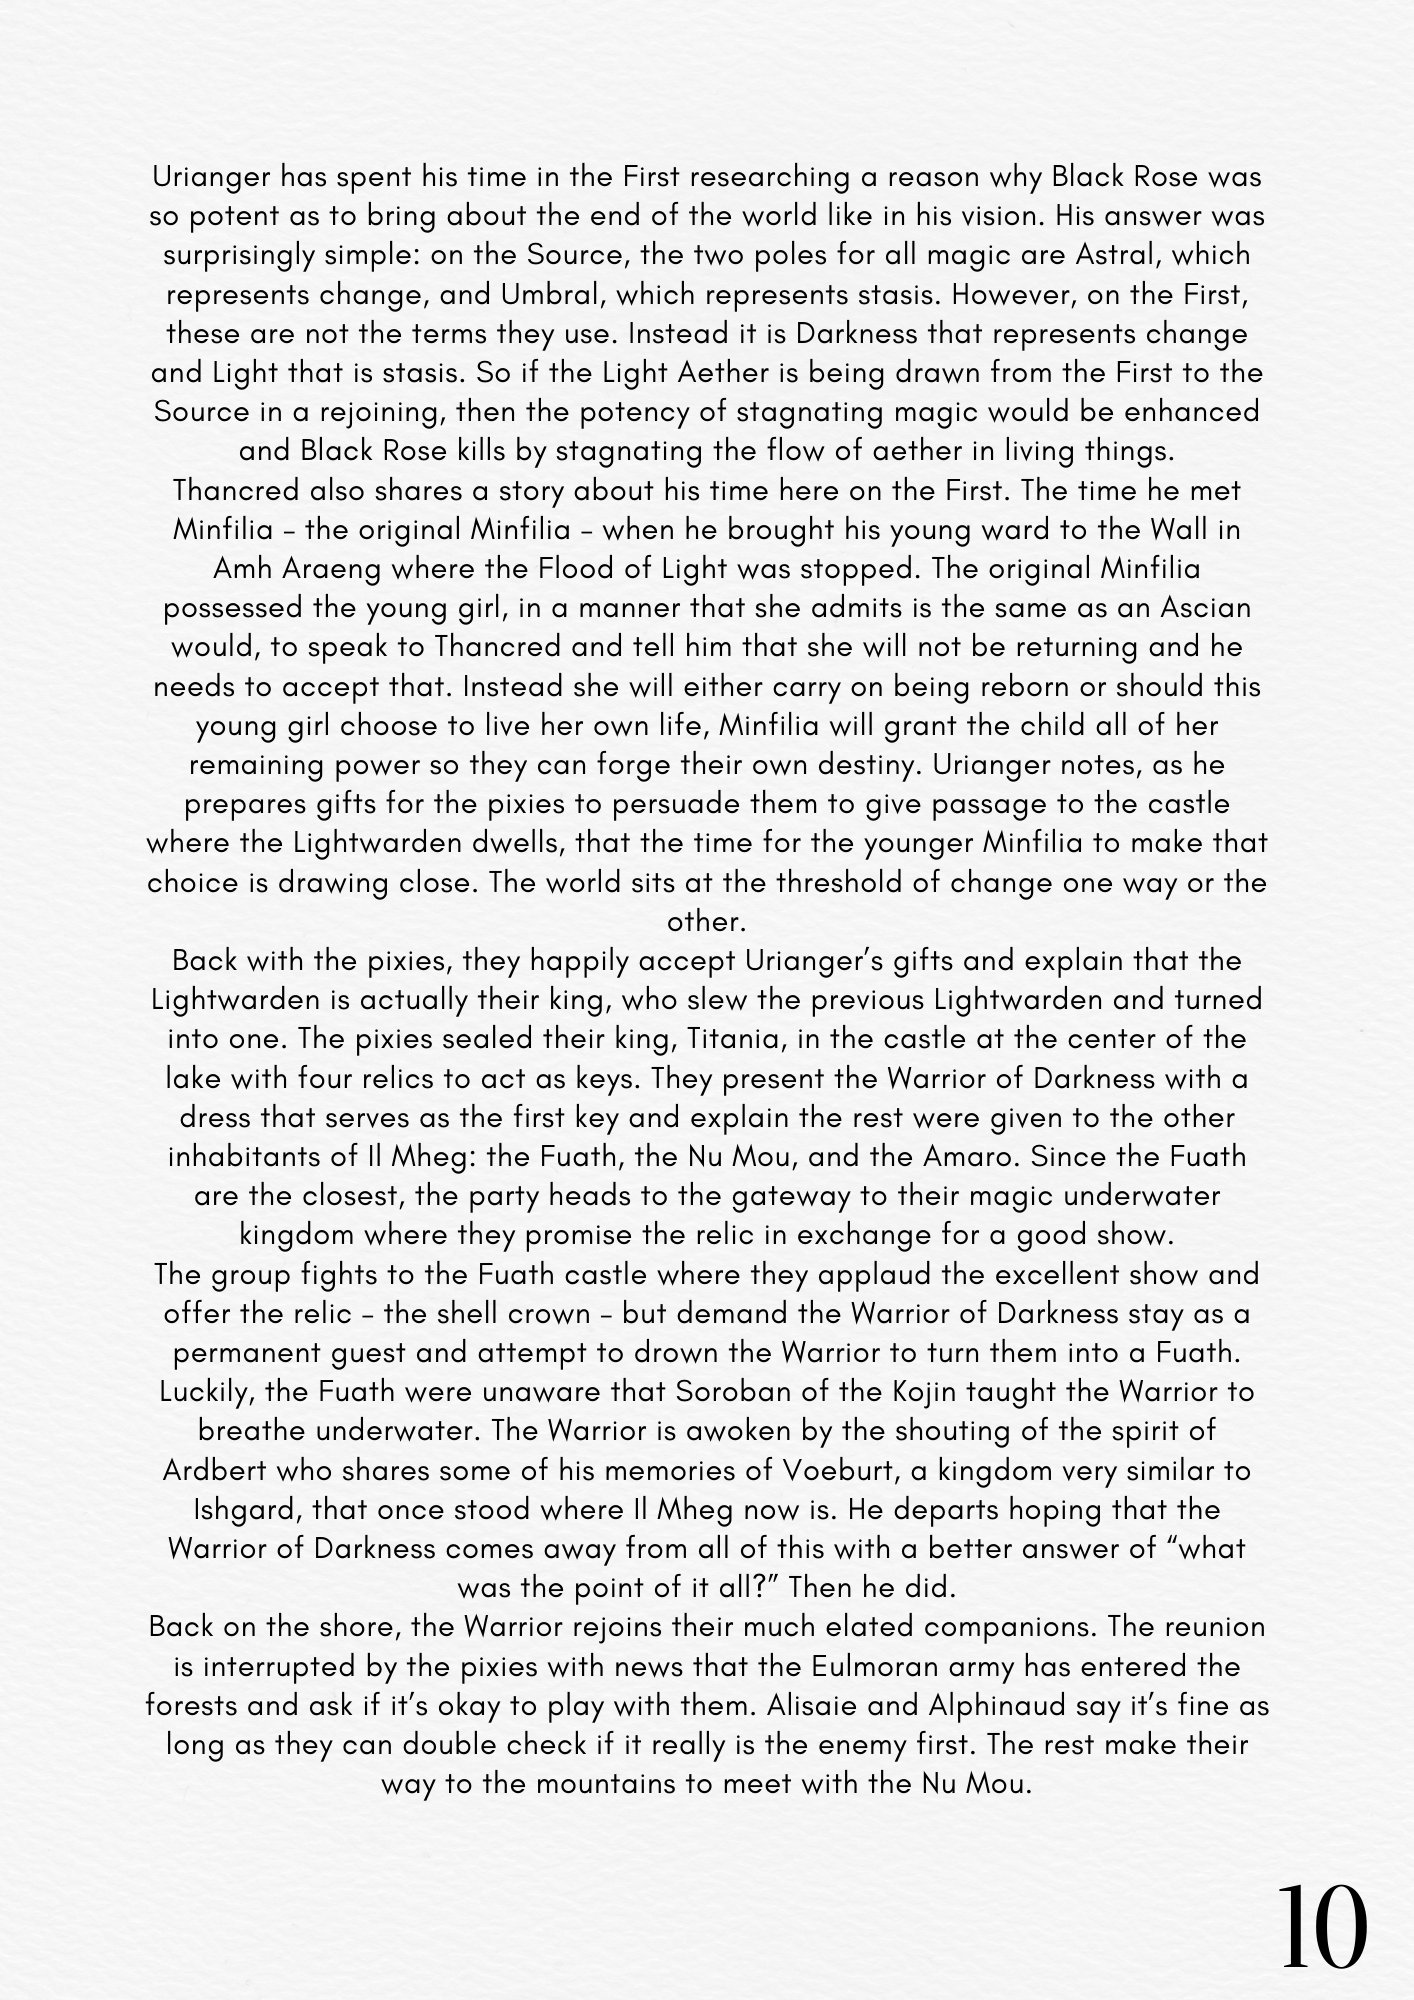 Urianger has spent his time in the First researching a reason why Black Rose was
so potent as to bring about the end of the world like in his vision. His answer was
surprisingly simple: on the Source, the two poles for all magic are Astral, which
represents change, and Umbral, which represents stasis. However, on the First,
these are not the terms they use. Instead it is Darkness that represents change
and Light that is stasis. So if the Light Aether is being drawn from the First to the
Source in a rejoining, then the potency of stagnating magic would be enhanced
and Black Rose kills by stagnating the flow of aether in living things.
Thancred also shares a story about his time here on the First. The time he met
Minfilia – the original Minfilia – when he brought his young ward to the Wall in
Amh Araeng where the Flood of Light was stopped. The original Minfilia
possessed the young girl, in a manner that she admits is the same as an Ascian
would, to speak to Thancred and tell him that she will not be returning and he
needs to accept that. Instead she will either carry on being reborn or should this
young girl choose to live her own life, Minfilia will grant the child all of her
remaining power so they can forge their own destiny. Urianger notes, as he
prepares gifts for the pixies to persuade them to give passage to the castle
where the Lightwarden dwells, that the time for the younger Minfilia to make that
choice is drawing close. The world sits at the threshold of change one way or the
other.
Back with the pixies, they happily accept Urianger’s gifts and explain that the
Lightwarden is actually their king, who slew the previous Lightwarden and turned
into one. The pixies sealed their king, Titania, in the castle at the center of the
lake with four relics to act as keys. They present the Warrior of Darkness with a
dress that serves as the first key and explain the rest were given to the other
inhabitants of Il Mheg: the Fuath, the Nu Mou, and the Amaro. Since the Fuath
are the closest, the party heads to the gateway to their magic underwater
kingdom where they promise the relic in exchange for a good show.
The group fights to the Fuath castle where they applaud the excellent show and
offer the relic – the shell crown – but demand the Warrior of Darkness stay as a
permanent guest and attempt to drown the Warrior to turn them into a Fuath.
Luckily, the Fuath were unaware that Soroban of the Kojin taught the Warrior to
breathe underwater. The Warrior is awoken by the shouting of the spirit of
Ardbert who shares some of his memories of Voeburt, a kingdom very similar to
Ishgard, that once stood where Il Mheg now is. He departs hoping that the
Warrior of Darkness comes away from all of this with a better answer of “what
was the point of it all?” Then he did.
Back on the shore, the Warrior rejoins their much elated companions. The reunion
is interrupted by the pixies with news that the Eulmoran army has entered the
forests and ask if it’s okay to play with them. Alisaie and Alphinaud say it’s fine as
long as they can double check if it really is the enemy first. The rest make their
way to the mountains to meet with the Nu Mou.
10